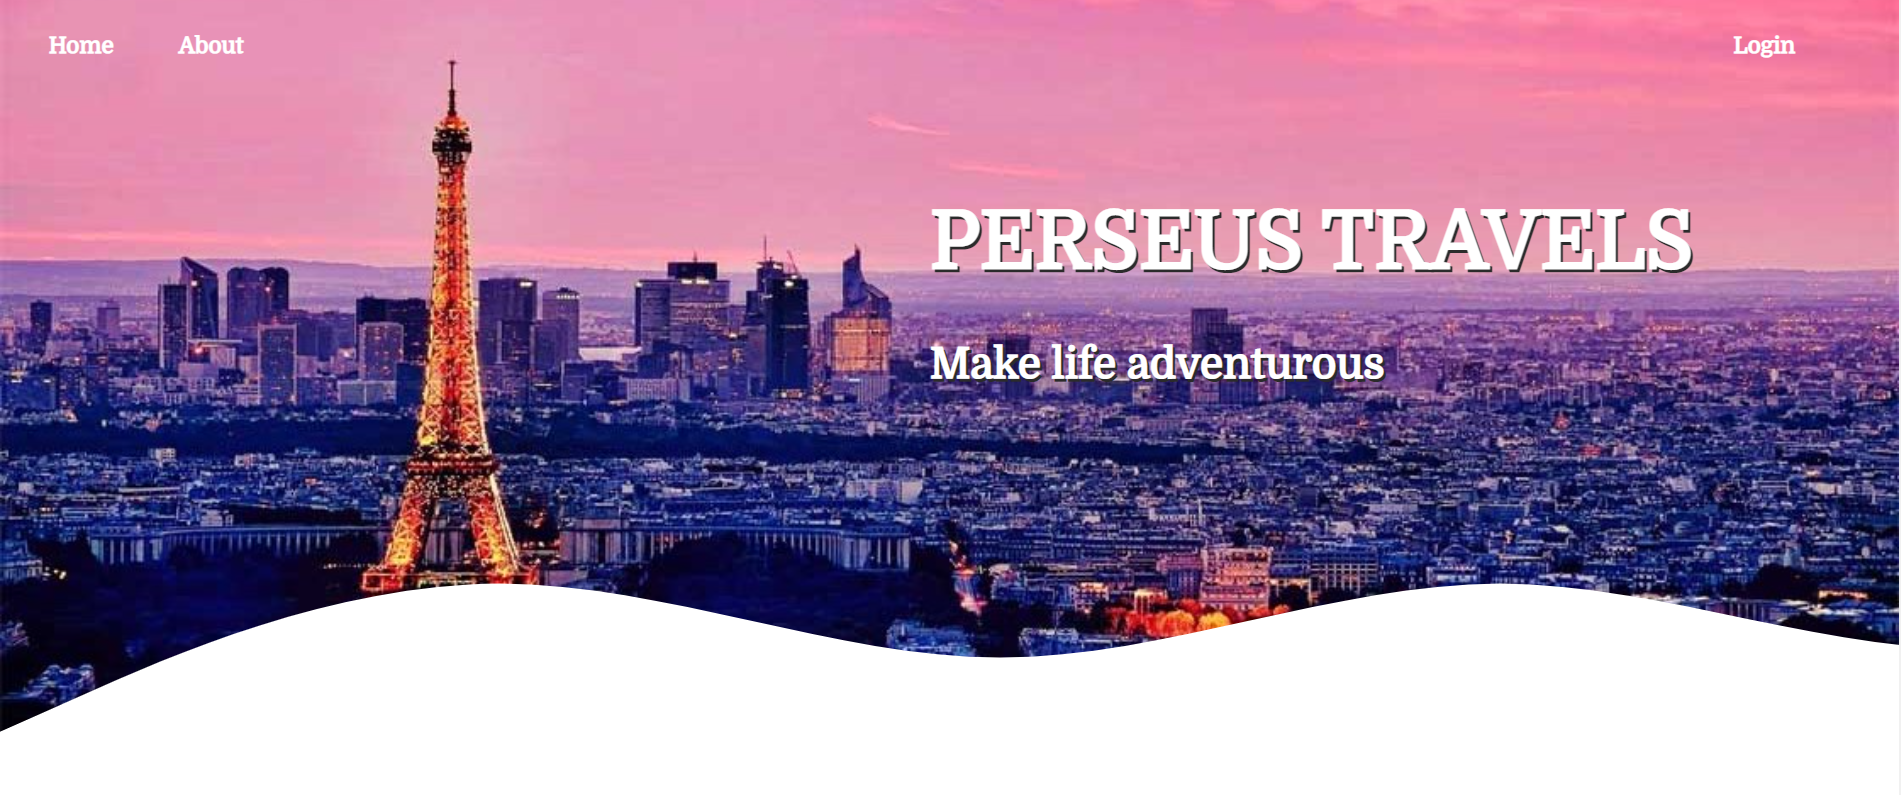 Home About Login
PERSEUS TRAVELS
Make life adventurous